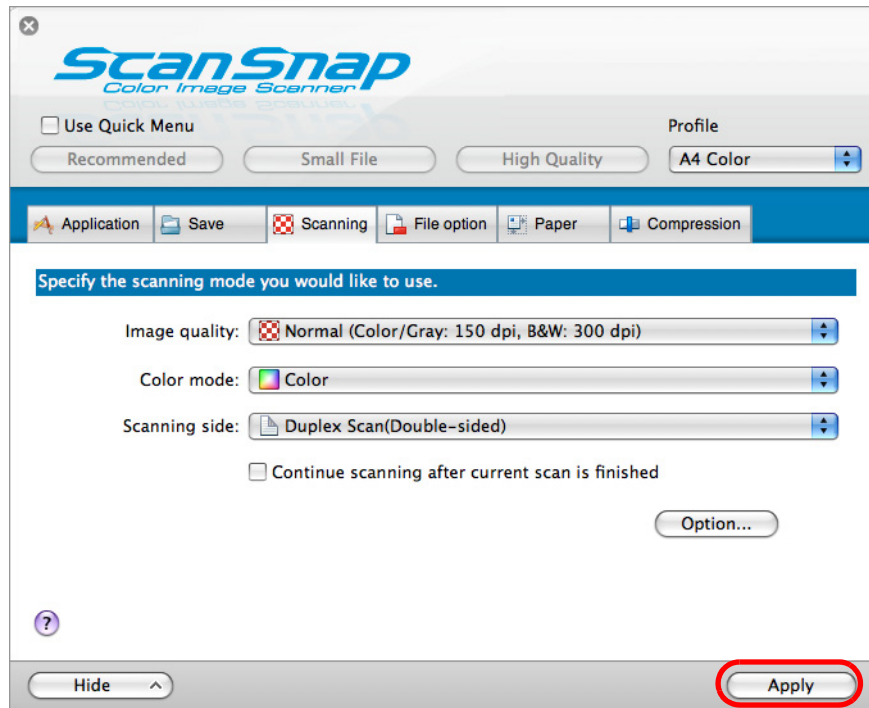 ScanSnap
Color Image Scanner
Use Quick Menu
Profile
Recommended
Small File
High Quality
A4 Color
Application
Save
Scanning
File option
Paper
Compression
Specify the scanning mode you would like to use.
Image quality: Normal (Color/Gray: 150 dpi, B&W: 300 dpi)
Color mode: Color
Scanning side: Duplex Scan(Double-sided)
Continue scanning after current scan is finished
Option...
?
Hide
Apply